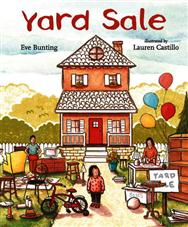 Yard Sale
Eve Bunting
illustrated by
Lauren Castillo
YARD
SALE